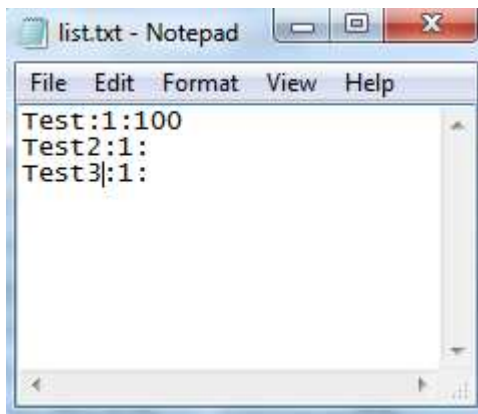 list.txt - Notepad
File Edit Format View Help
Test:1:100
Test2:1:
Test3:1: